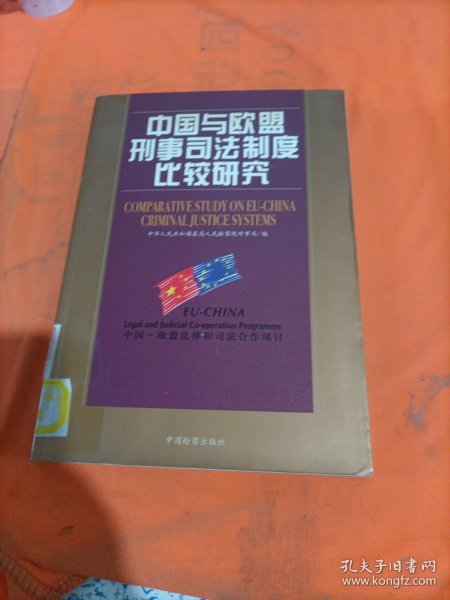 中国与欧盟
刑事司法制度
比较研究
COMPARATIVE STUDY ON EU-CHINA
CRIMINAL JUSTICE SYSTEMS
中华人民共和国最高人民检察院外事局/编
EU-CHINA
Legal and Judicial Co-operation Programme
中国－欧盟法律和司法合作项目
中国检察出版社
孔夫子旧书网
www.kongfz.com